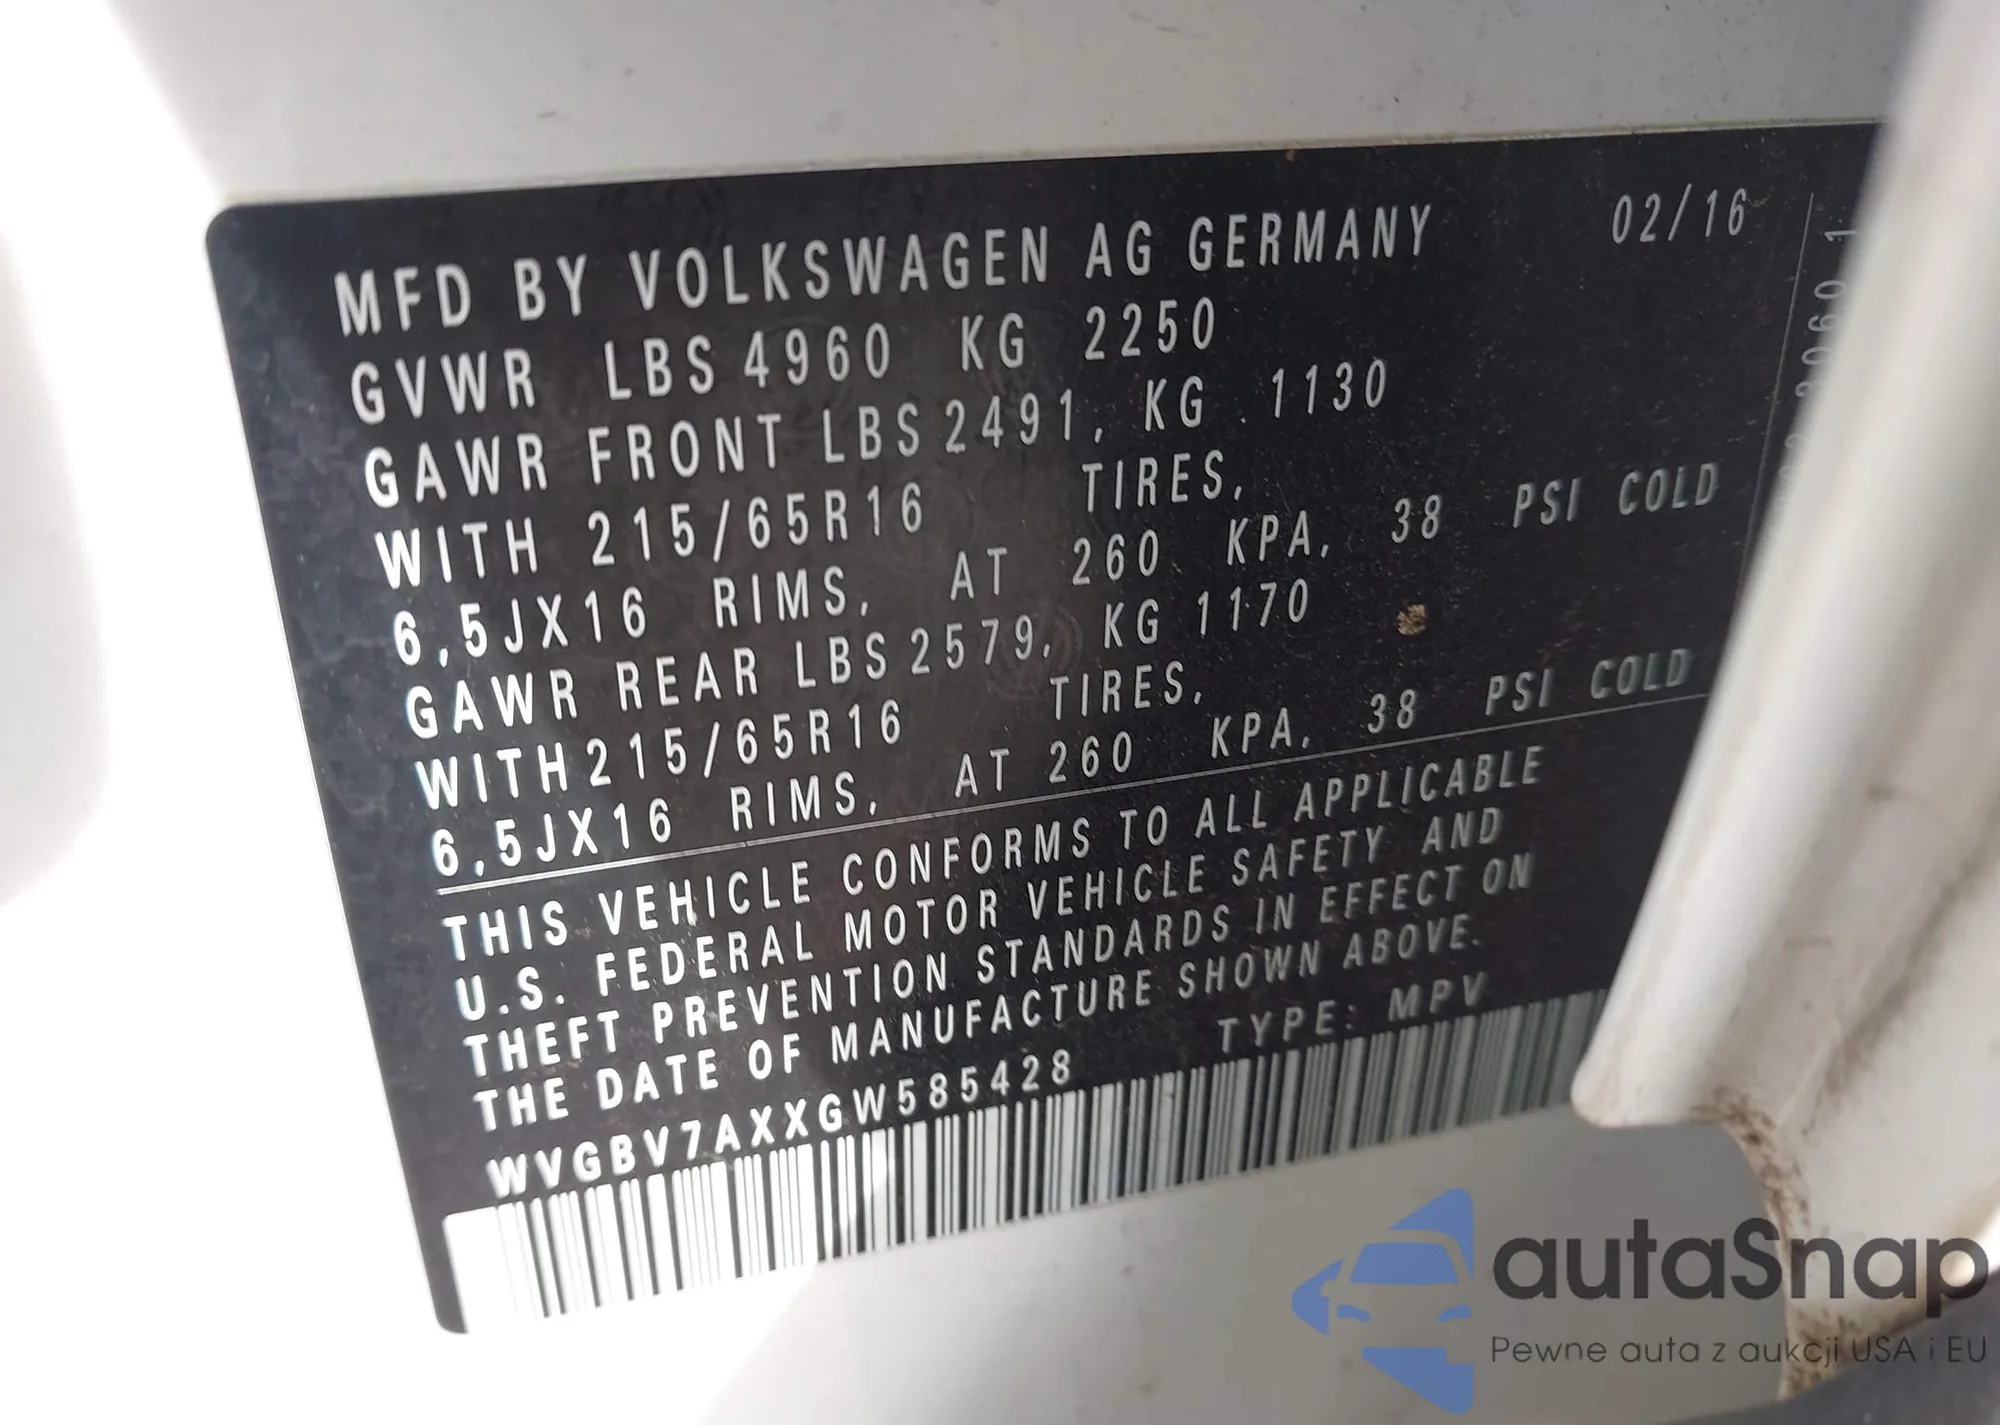 MFD BY VOLKSWAGEN AG GERMANY 02/16
GVWR LBS 4960 KG 2250
GAWR FRONT LBS 2491, KG . 1130
WITH 215/65R16 TIRES,
6,5JX16 RIMS, AT 260 KPA, 38 PSI COLD
GAWR REAR LBS 2579, KG 1170
WITH 215/65R16 TIRES,
6,5JX16 RIMS, AT 260 KPA, 38 PSI COLD
THIS VEHICLE CONFORMS TO ALL APPLICABLE
U.S. FEDERAL MOTOR VEHICLE SAFETY AND
THEFT PREVENTION STANDARDS IN EFFECT ON
THE DATE OF MANUFACTURE SHOWN ABOVE.
WVGBV7AXXGW585428 TYPE: MPV
autaSnap
Pewne auta z aukcji USA i EU